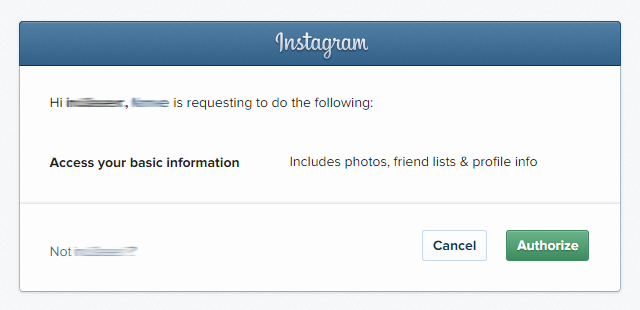 Instagram
Hi , is requesting to do the following:
Access your basic information Includes photos, friend lists & profile info
Not
Cancel Authorize